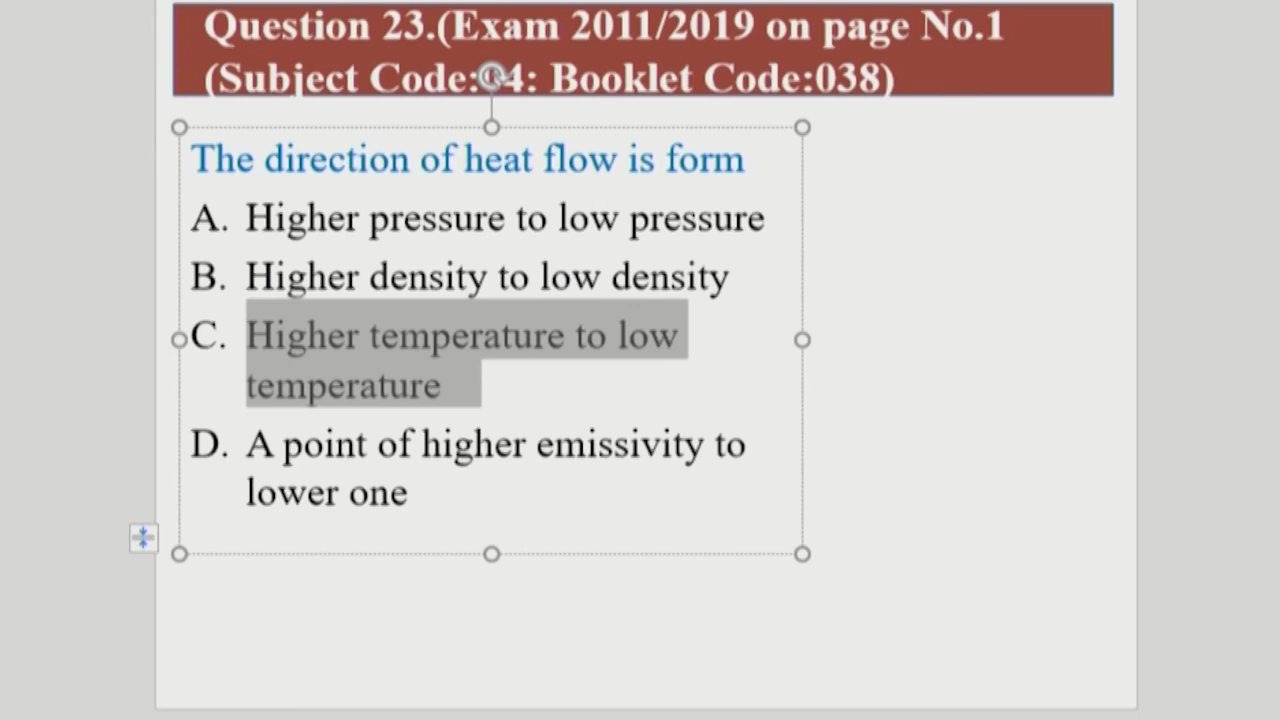 Question 23.(Exam 2011/2019 on page No.1
(Subject Code: 4: Booklet Code:038)
The direction of heat flow is form
A. Higher pressure to low pressure
B. Higher density to low density
C. Higher temperature to low
temperature
D. A point of higher emissivity to
lower one